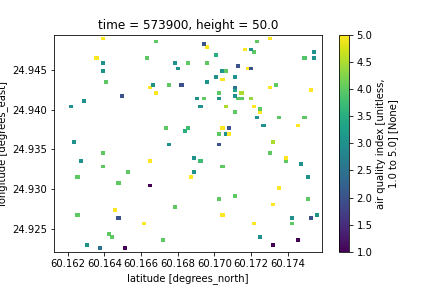 time = 573900, height = 50.0
24.945
24.940
24.935
24.930
24.925
[degrees_east]
60.162 60.164 60.166 60.168 60.170 60.172 60.174
latitude [degrees_north]
5.0
4.5
4.0
3.5
3.0
2.5
2.0
1.5
1.0
air quality index [unitless,
1.0 to 5.0] [None]